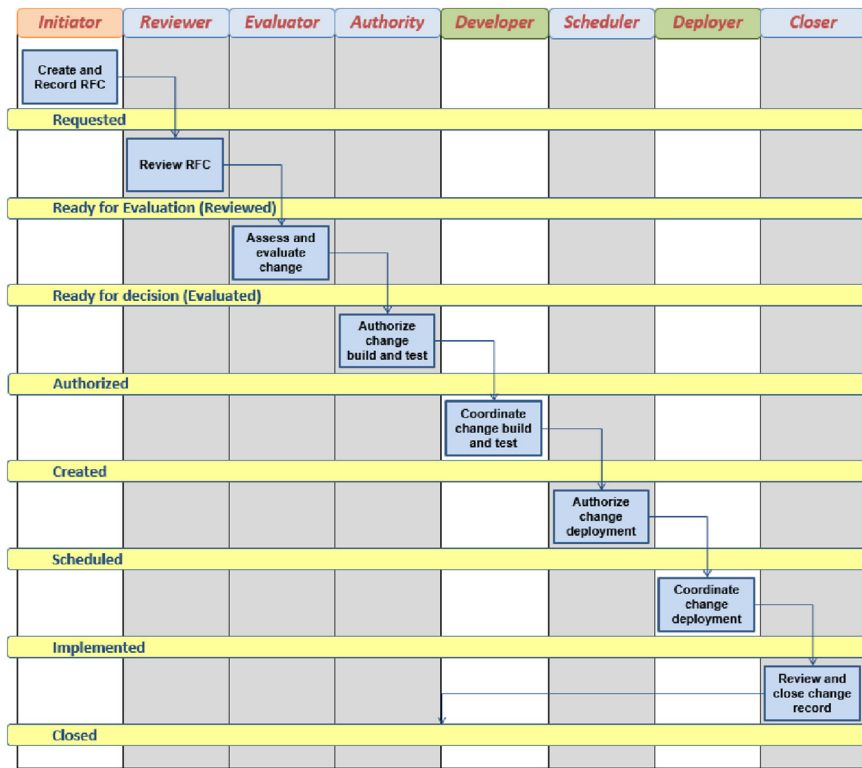 Initiator
Reviewer
Evaluator
Authority
Developer
Scheduler
Deployer
Closer
Create and
Record RFC
Requested
Review RFC
Ready for Evaluation (Reviewed)
Assess and
evaluate
change
Ready for decision (Evaluated)
Authorize
change
build and test
Authorized
Coordinate
change build
and test
Created
Authorize
change
deployment
Scheduled
Coordinate
change
deployment
Implemented
Review and
close change
record
Closed